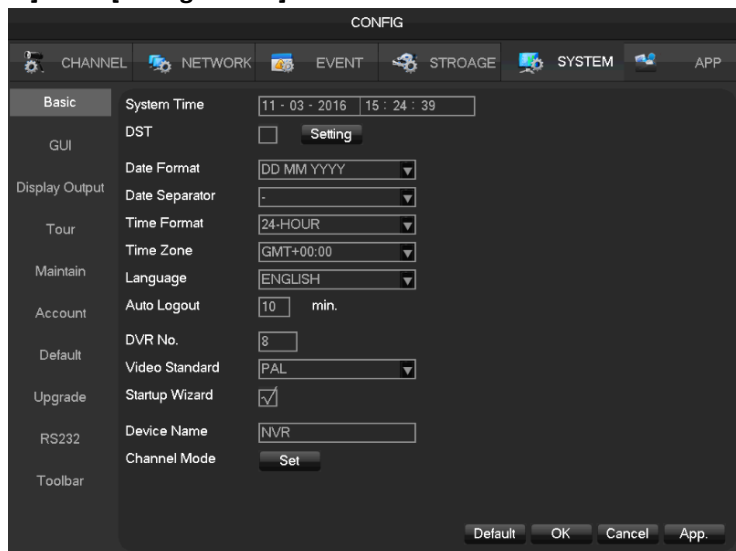 CONFIG
CHANNEL NETWORK EVENT STROAGE SYSTEM APP
Basic
GUI
Display Output
Tour
Maintain
Account
Default
Upgrade
RS232
Toolbar
System Time 11 - 03 - 2016 15 : 24 : 39
DST Setting
Date Format DD MM YYYY
Date Separator -
Time Format 24-HOUR
Time Zone GMT+00:00
Language ENGLISH
Auto Logout 10 min.
DVR No. 8
Video Standard PAL
Startup Wizard
Device Name NVR
Channel Mode Set
Default OK Cancel App.